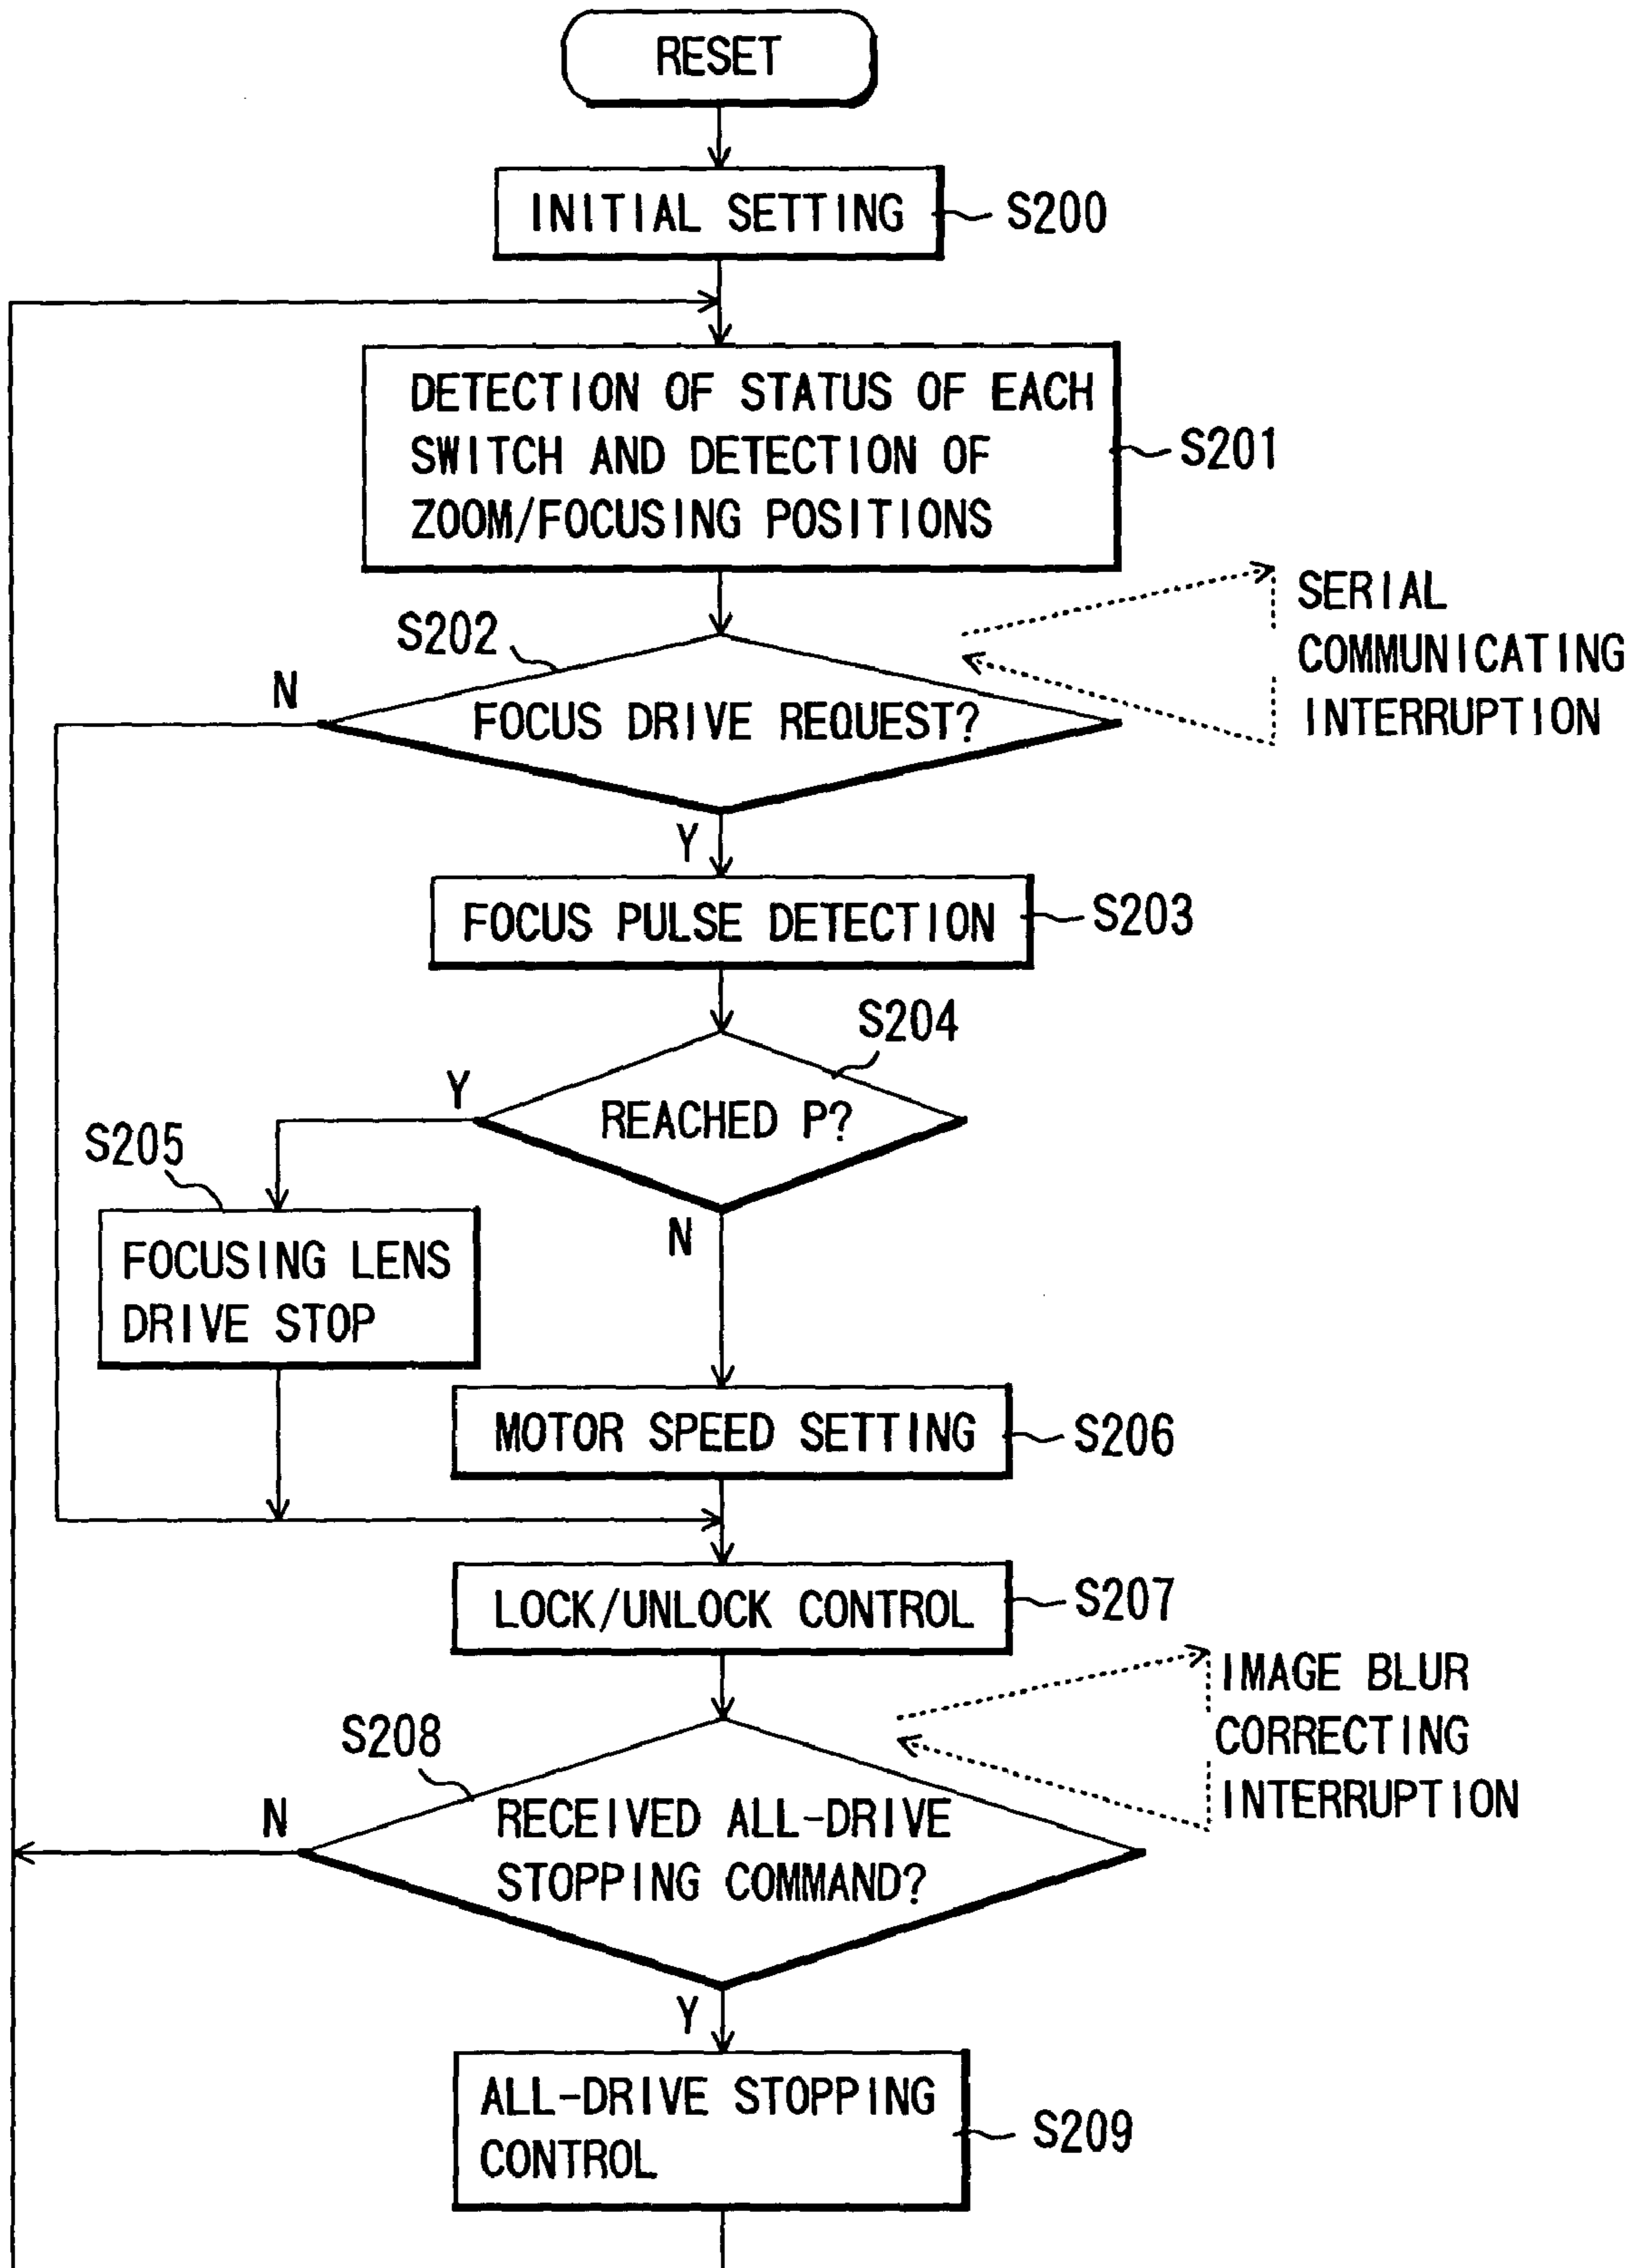 RESET
INITIAL SETTING
S200
DETECTION OF STATUS OF EACH
SWITCH AND DETECTION OF
ZOOM/FOCUSING POSITIONS
S201
SERIAL
COMMUNICATING
INTERRUPTION
S202
N
FOCUS DRIVE REQUEST?
Y
FOCUS PULSE DETECTION
S203
S204
Y
REACHED P?
N
S205
FOCUSING LENS
DRIVE STOP
MOTOR SPEED SETTING
S206
LOCK/UNLOCK CONTROL
S207
IMAGE BLUR
CORRECTING
INTERRUPTION
S208
N
RECEIVED ALL-DRIVE
STOPPING COMMAND?
Y
ALL-DRIVE STOPPING
CONTROL
S209